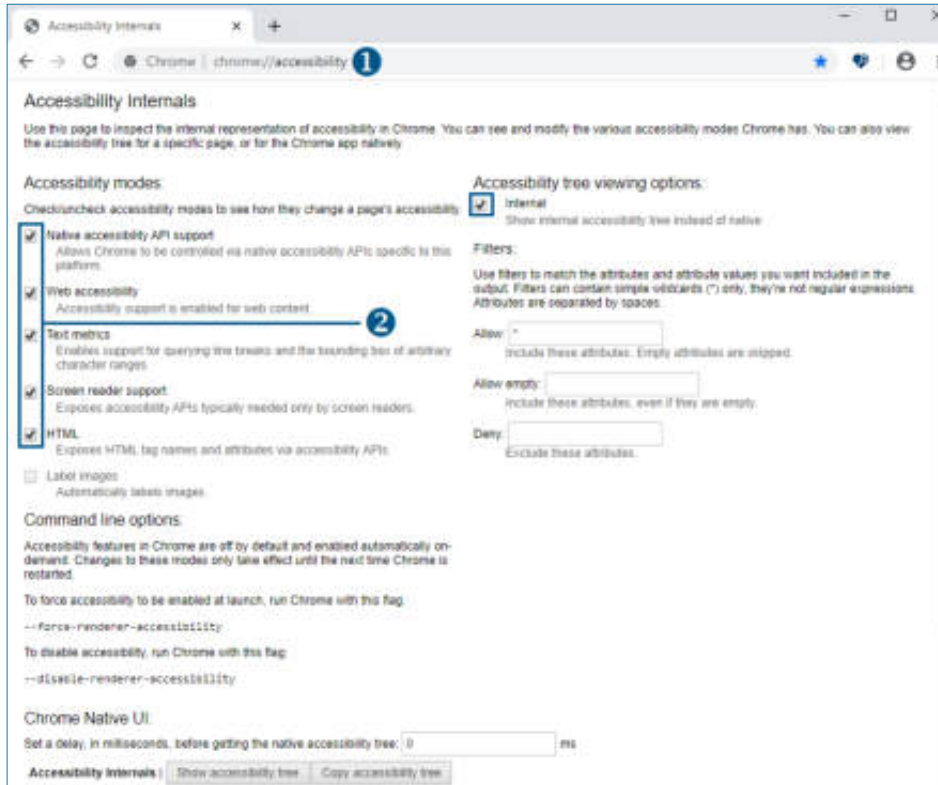 Accessibility Internals
Chrome | chrome://accessibility
1
Accessibility Internals
Use this page to inspect the internal representation of accessibility in Chrome. You can see and modify the various accessibility modes Chrome has. You can also view
the accessibility tree for a specific page, or for the Chrome app natively.
Accessibility modes:
Check/uncheck accessibility modes to see how they change a page's accessibility
Native accessibility API support
Allows Chrome to be controlled via native accessibility APIs specific to this
platform.
Web accessibility
Accessibility support is enabled for web content.
2
Text metrics
Enables support for querying line breaks and the bounding box of arbitrary
character ranges.
Screen reader support
Exposes accessibility APIs typically needed only by screen readers.
HTML
Exposes HTML tag names and attributes via accessibility APIs.
Label images
Automatically labels images.
Command line options:
Accessibility features in Chrome are off by default and enabled automatically on-
demand. Changes to these modes only take effect until the next time Chrome is
restarted.
To force accessibility to be enabled at launch, run Chrome with this flag:
--force-renderer-accessibility
To disable accessibility, run Chrome with this flag:
--disable-renderer-accessibility
Accessibility tree viewing options:
Internal
Show internal accessibility tree instead of native
Filters:
Use filters to match the attributes and attribute values you want included in the
output. Filters can contain simple wildcards (*) only, they're not regular expressions.
Attributes are separated by spaces.
Allow: *
Include these attributes. Empty attributes are skipped.
Allow empty:
Include these attributes, even if they are empty.
Deny:
Exclude these attributes.
Chrome Native UI:
Set a delay, in milliseconds, before getting the native accessibility tree: 0 ms
Accessibility Internals | Show accessibility tree Copy accessibility tree